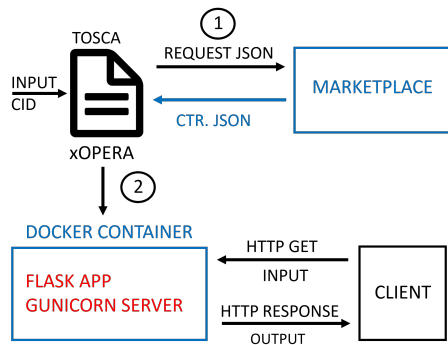 TOSCA
1
REQUEST JSON
INPUT
CID
MARKETPLACE
CTR. JSON
xOPERA
2
DOCKER CONTAINER
FLASK APP
GUNICORN SERVER
HTTP GET
INPUT
CLIENT
HTTP RESPONSE
OUTPUT